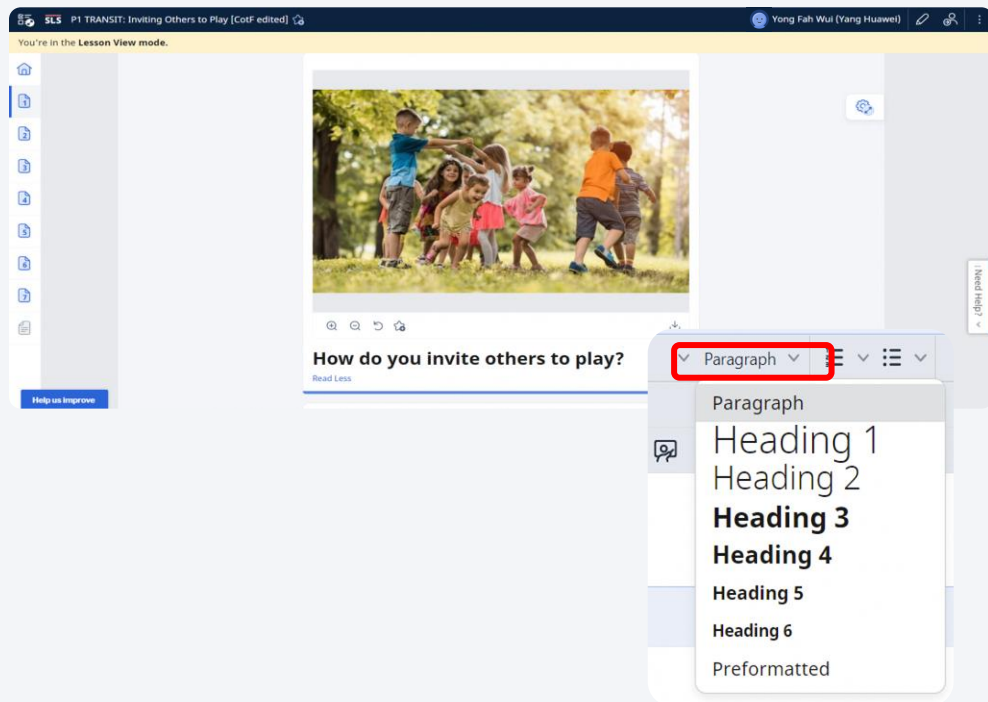 SLS P1 TRANSIT: Inviting Others to Play [CotF edited]
Yong Fah Wui (Yang Huawei)
You're in the Lesson View mode.
1
2
3
4
5
6
7
Need Help?
How do you invite others to play?
Read Less
Help us improve
Paragraph
Paragraph
Heading 1
Heading 2
Heading 3
Heading 4
Heading 5
Heading 6
Preformatted